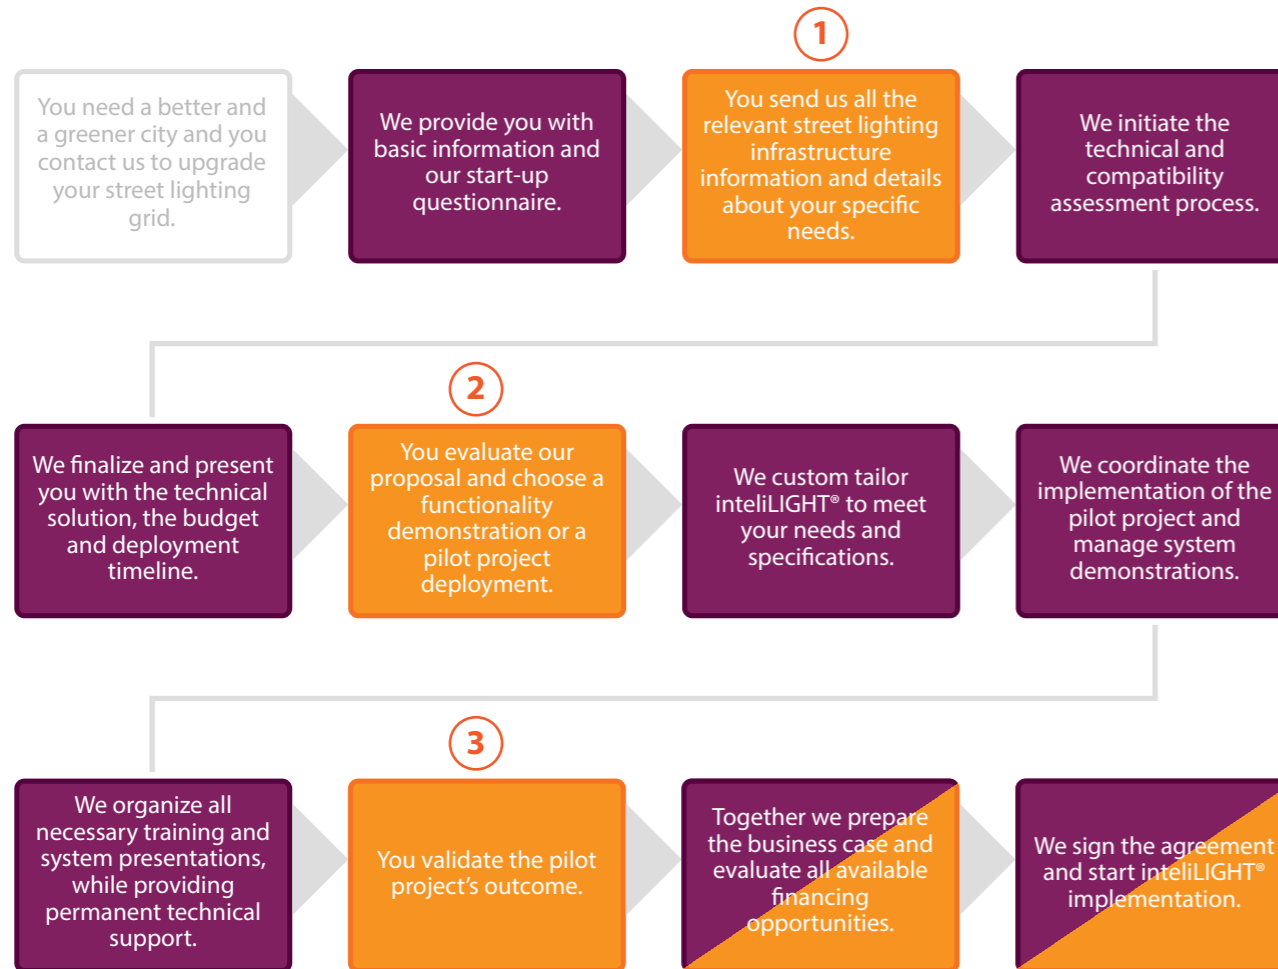 1
You need a better and
a greener city and you
contact us to upgrade
your street lighting
grid.
We provide you with
basic information and
our start-up
questionnaire.
You send us all the
relevant street lighting
infrastructure
information and details
about your specific
needs.
We initiate the
technical and
compatibility
assessment process.
2
We finalize and present
you with the technical
solution, the budget
and deployment
timeline.
You evaluate our
proposal and choose a
functionality
demonstration or a
pilot project
deployment.
We custom tailor
inteliLIGHT® to meet
your needs and
specifications.
We coordinate the
implementation of the
pilot project and
manage system
demonstrations.
3
We organize all
necessary training and
system presentations,
while providing
permanent technical
support.
You validate the pilot
project’s outcome.
Together we prepare
the business case and
evaluate all available
financing
opportunities.
We sign the agreement
and start inteliLIGHT®
implementation.